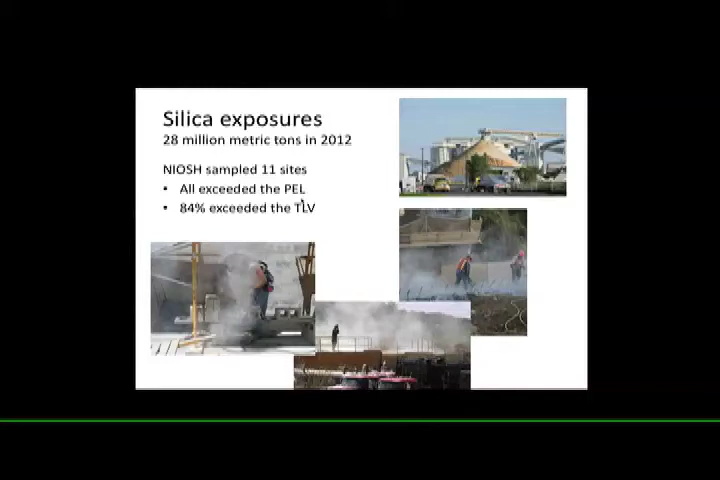 Silica exposures
28 million metric tons in 2012
NIOSH sampled 11 sites
• All exceeded the PEL
• 84% exceeded the TLV